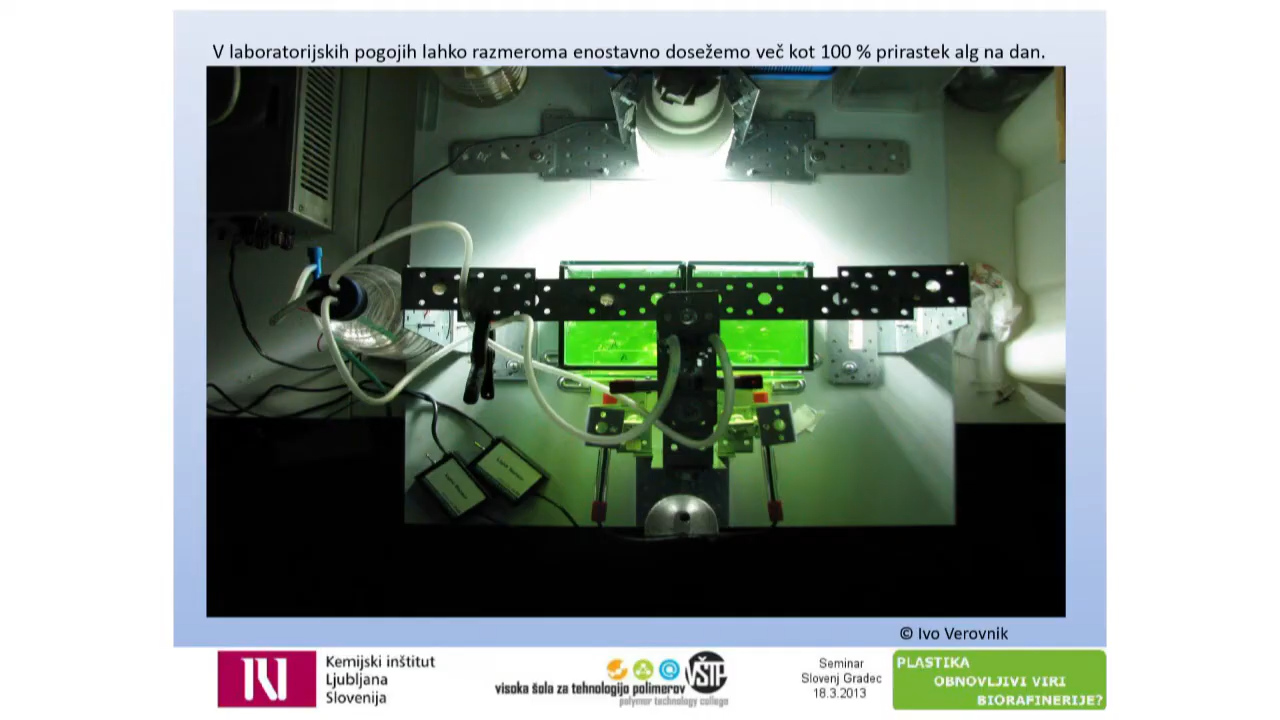 V laboratorijskih pogojih lahko razmeroma enostavno dosežemo več kot 100 % prirastek alg na dan.
© Ivo Verovnik
Kemijski inštitut
Ljubljana
Slovenija
visoka šola za tehnologijo polimerov
polymer technology college
VŠTP
Seminar
Slovenj Gradec
18.3.2013
PLASTIKA
OBNOVLJIVI VIRI
BIORAFINERIJE?